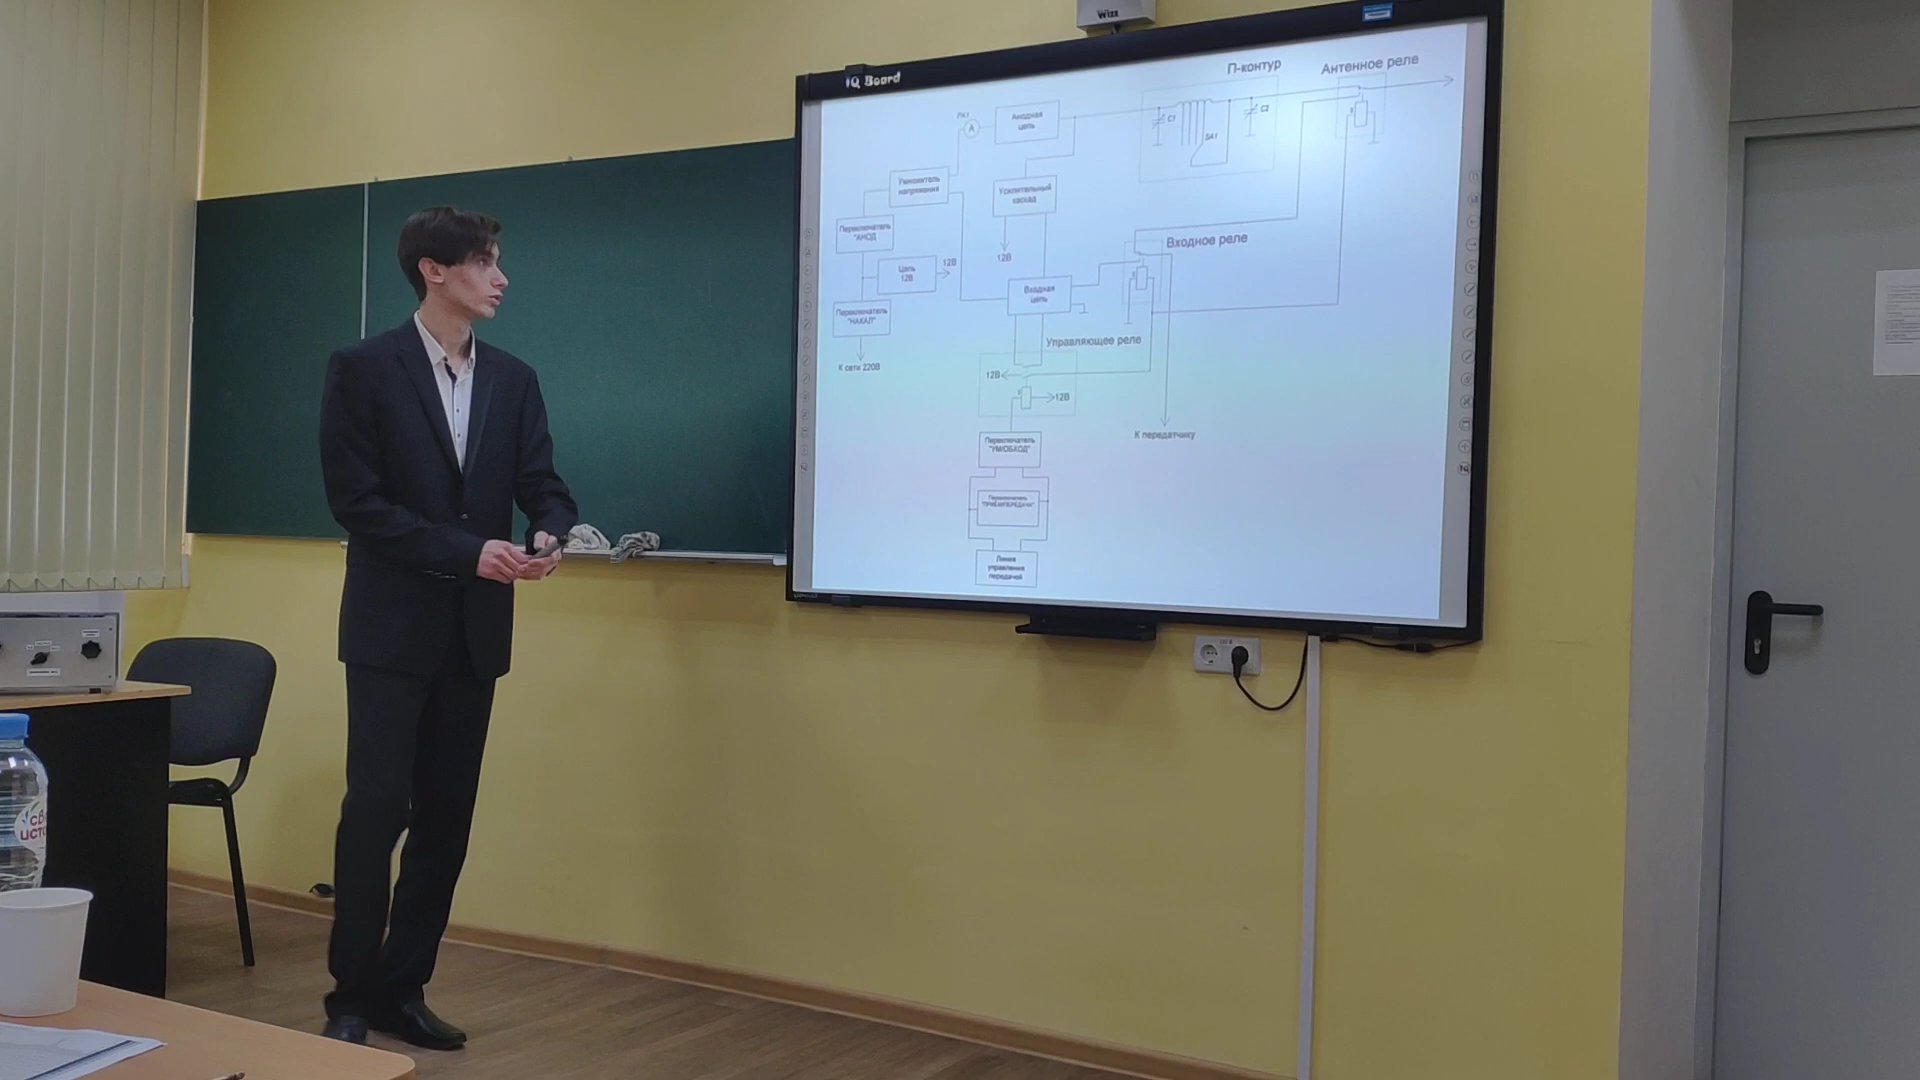 Wize
IQ Board
П-контур
Антенное реле
PA1
A
Анодная
цепь
C1
C2
SA1
Умножитель
напряжения
Усилительный
каскад
Переключатель
"АНОД
12В
Входное реле
Цепь
12В
12В
Входная
цепь
Переключатель
"НАКАЛ"
Управляющее реле
К сети 220В
12В
12В
К передатчику
Переключатель
"УМ/ОБХОД"
Переключатель
Линия
управления
передачей